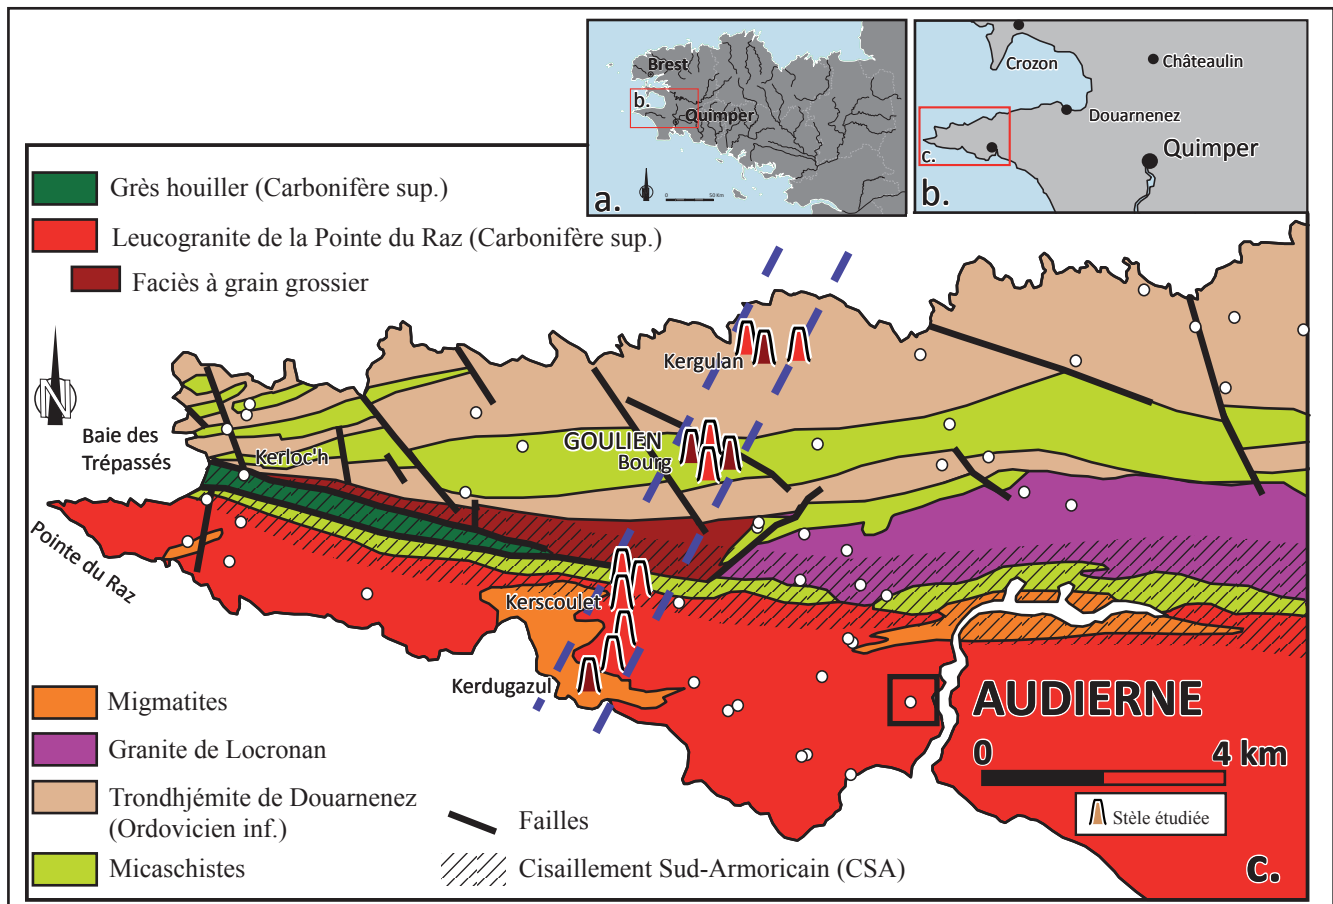 Brest
b.
Quimper
0 50 Km
a.
Crozon
Châteaulin
Douarnenez
c.
Quimper
b.
Grès houiller (Carbonifère sup.)
Leucogranite de la Pointe du Raz (Carbonifère sup.)
Faciès à grain grossier
N
Kergulan
Baie des
Trépassés
Kerloc'h
GOULIEN
Bourg
Pointe du Raz
Kerscoulet
Kerdugazul
AUDIERNE
0 4 km
Stèle étudiée
Migmatites
Granite de Locronan
Trondhjémite de Douarnenez
(Ordovicien inf.)
Micaschistes
Failles
Cisaillement Sud-Armoricain (CSA)
c.